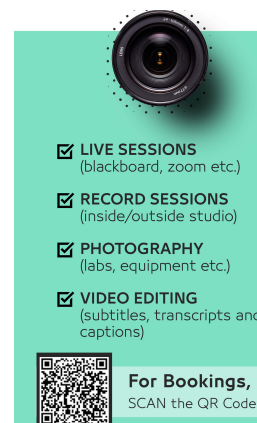 LIVE SESSIONS
(blackboard, zoom etc.)
RECORD SESSIONS
(inside/outside studio)
PHOTOGRAPHY
(labs, equipment etc.)
VIDEO EDITING
(subtitles, transcripts and
captions)
For Bookings,
SCAN the QR Code